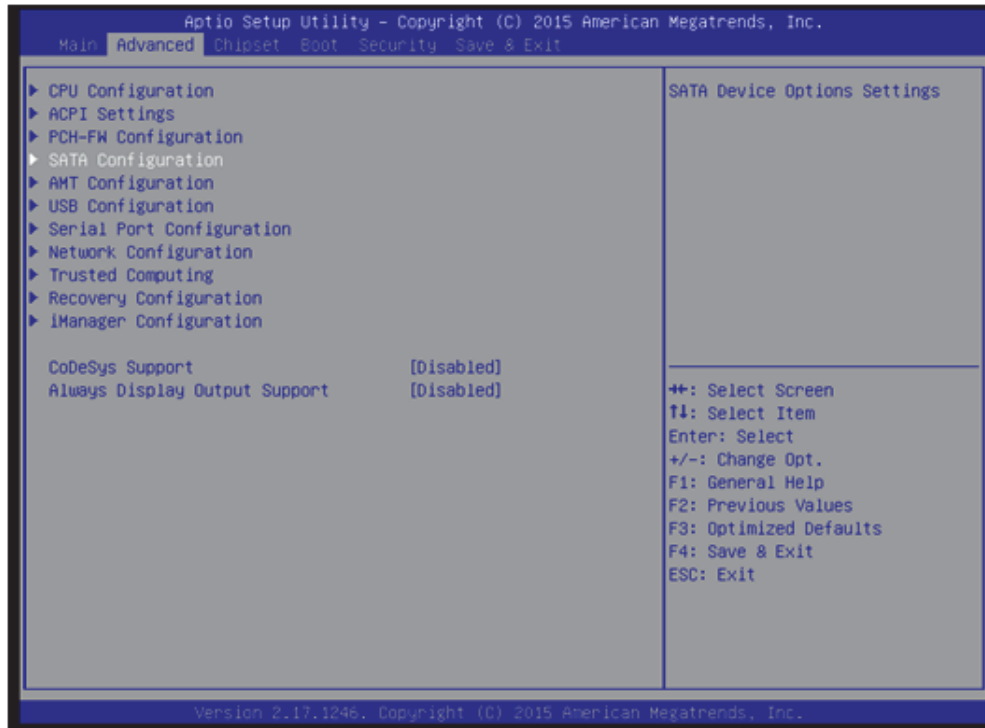 Aptio Setup Utility – Copyright (C) 2015 American Megatrends, Inc.
Main Advanced Chipset Boot Security Save & Exit
▶ CPU Configuration
▶ ACPI Settings
▶ PCH-FW Configuration
▶ SATA Configuration
▶ AMT Configuration
▶ USB Configuration
▶ Serial Port Configuration
▶ Network Configuration
▶ Trusted Computing
▶ Recovery Configuration
▶ iManager Configuration
CoDeSys Support [Disabled]
Always Display Output Support [Disabled]
SATA Device Options Settings
→←: Select Screen
↑↓: Select Item
Enter: Select
+/-: Change Opt.
F1: General Help
F2: Previous Values
F3: Optimized Defaults
F4: Save & Exit
ESC: Exit
Version 2.17.1246. Copyright (C) 2015 American Megatrends, Inc.